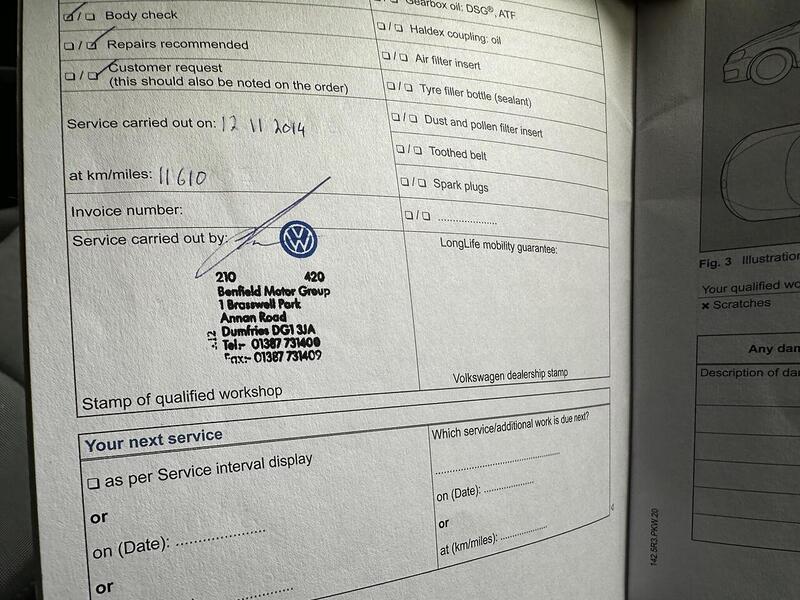 ❑ / ❑ Body check
❑ / ❑ Repairs recommended
❑ / ❑ Customer request
(this should also be noted on the order)
Service carried out on: 12 11 2014
at km/miles: 11610
Invoice number:
Service carried out by:
210 420
Benfield Motor Group
1 Brasswell Park
Annan Road
Dumfries DG1 3JA
Tel:- 01387 731400
Fax:- 01387 731409
Stamp of qualified workshop
Gearbox oil; DSG®, ATF
❑ / ❑ Haldex coupling: oil
❑ / ❑ Air filter insert
❑ / ❑ Tyre filler bottle (sealant)
❑ / ❑ Dust and pollen filter insert
❑ / ❑ Toothed belt
❑ / ❑ Spark plugs
❑ / ❑ ....................
LongLife mobility guarantee:
Volkswagen dealership stamp
Your next service
❑ as per Service interval display
or
on (Date): ....................
or
Which service/additional work is due next?
on (Date): ...............
or
at (km/miles): ..............
142.5R3.PKW.20
Fig. 3 Illustration
Your qualified wo
× Scratches
Any dam
Description of da